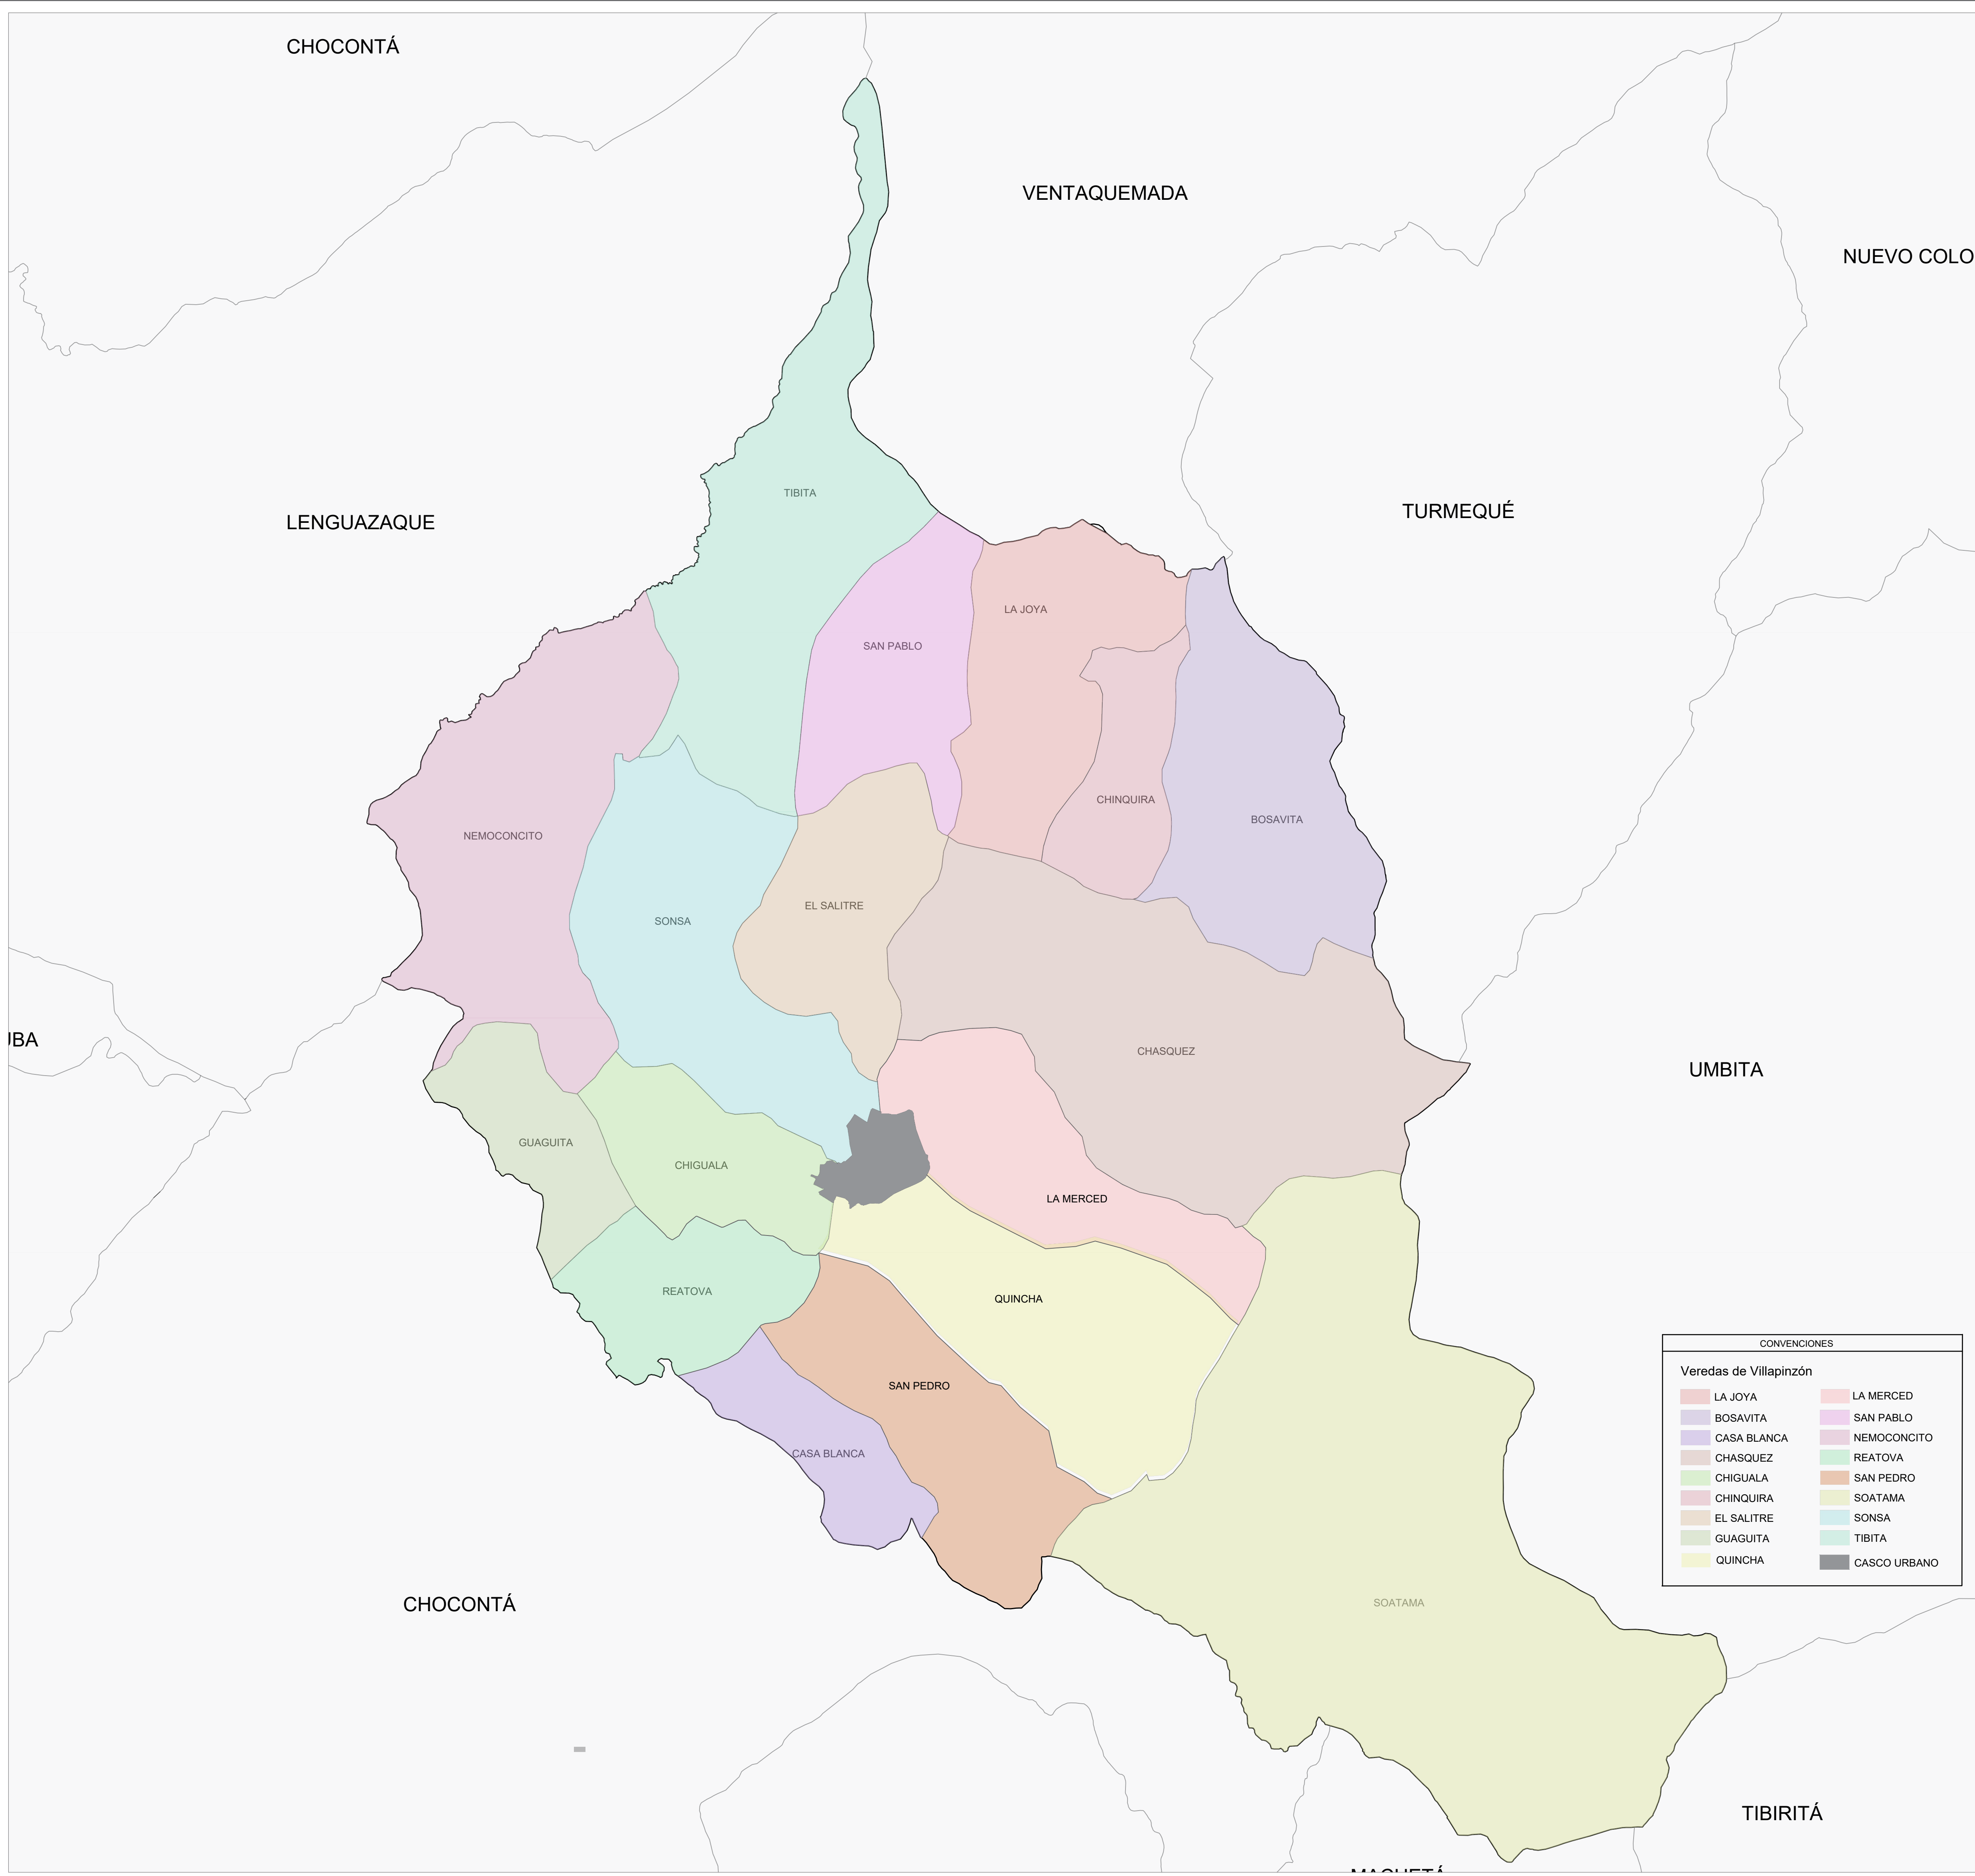 CHOCONTÁ
VENTAQUEMADA
NUEVO COLO
TIBITA
TURMEQUÉ
LENGUAZAQUE
LA JOYA
SAN PABLO
CHINQUIRA
BOSAVITA
NEMOCONCITO
EL SALITRE
SONSA
UBA
CHASQUEZ
UMBITA
GUAGUITA
CHIGUALA
LA MERCED
REATOVA
QUINCHA
SAN PEDRO
CASA BLANCA
CONVENCIONES
Veredas de Villapinzón
LA JOYA
BOSAVITA
CASA BLANCA
CHASQUEZ
CHIGUALA
CHINQUIRA
EL SALITRE
GUAGUITA
QUINCHA
LA MERCED
SAN PABLO
NEMOCONCITO
REATOVA
SAN PEDRO
SOATAMA
SONSA
TIBITA
CASCO URBANO
CHOCONTÁ
SOATAMA
TIBIRITÁ